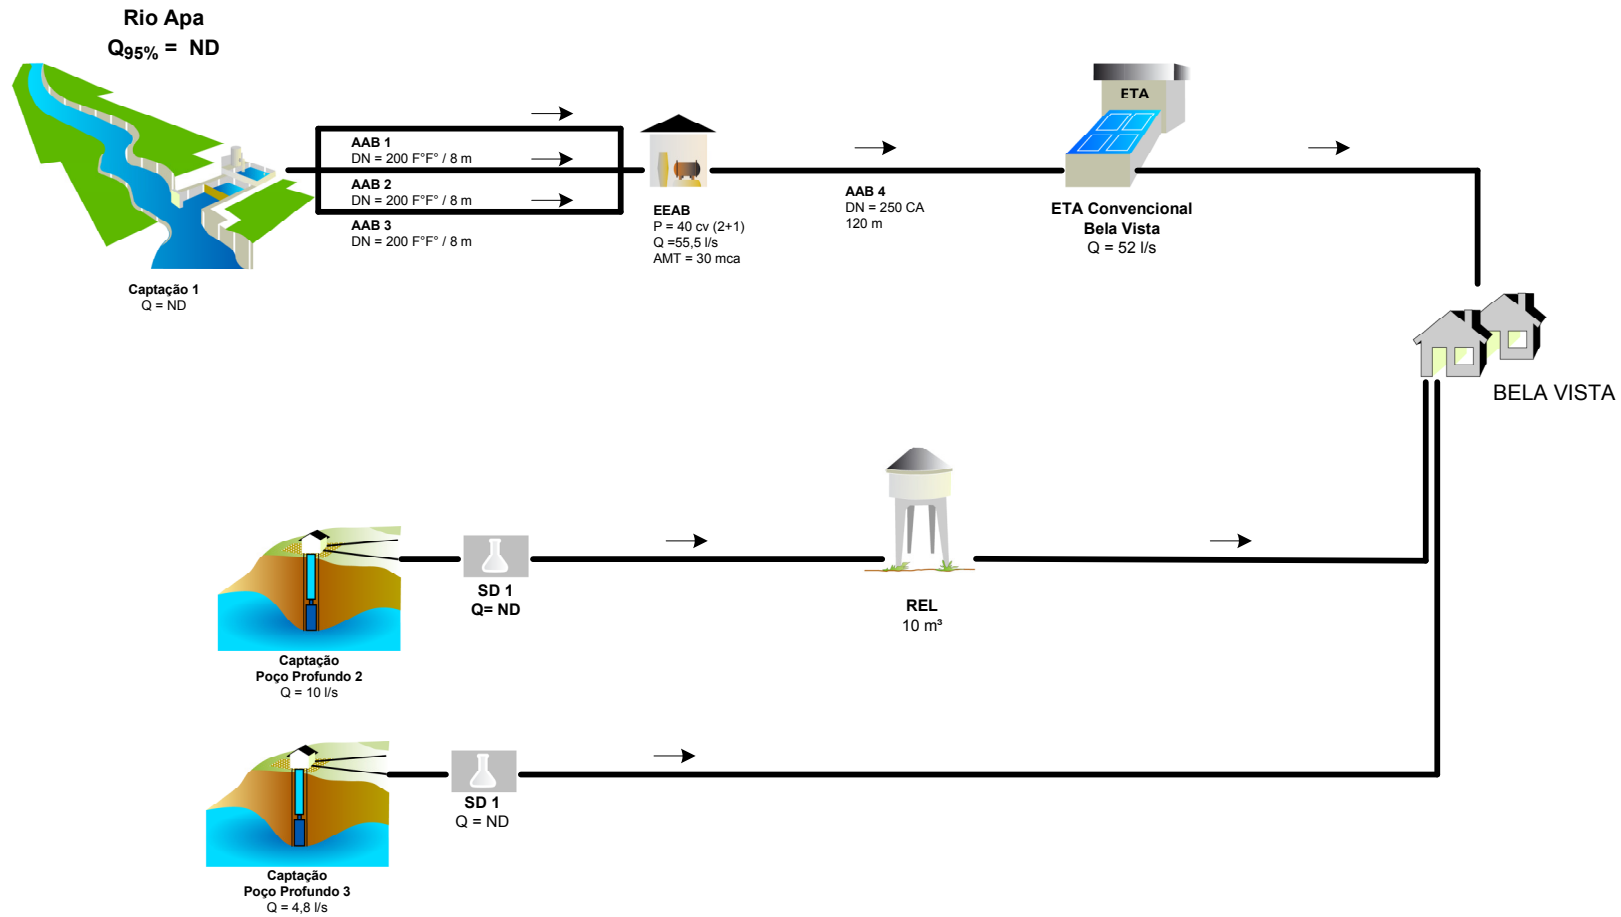 Rio Apa
Q95% = ND
Captação 1
Q = ND
AAB 1
DN = 200 F°F° / 8 m
AAB 2
DN = 200 F°F° / 8 m
AAB 3
DN = 200 F°F° / 8 m
EEAB
P = 40 cv (2+1)
Q =55,5 l/s
AMT = 30 mca
AAB 4
DN = 250 CA
120 m
ETA
ETA Convencional
Bela Vista
Q = 52 l/s
BELA VISTA
Captação
Poço Profundo 2
Q = 10 l/s
SD 1
Q= ND
REL
10 m³
Captação
Poço Profundo 3
Q = 4,8 l/s
SD 1
Q = ND